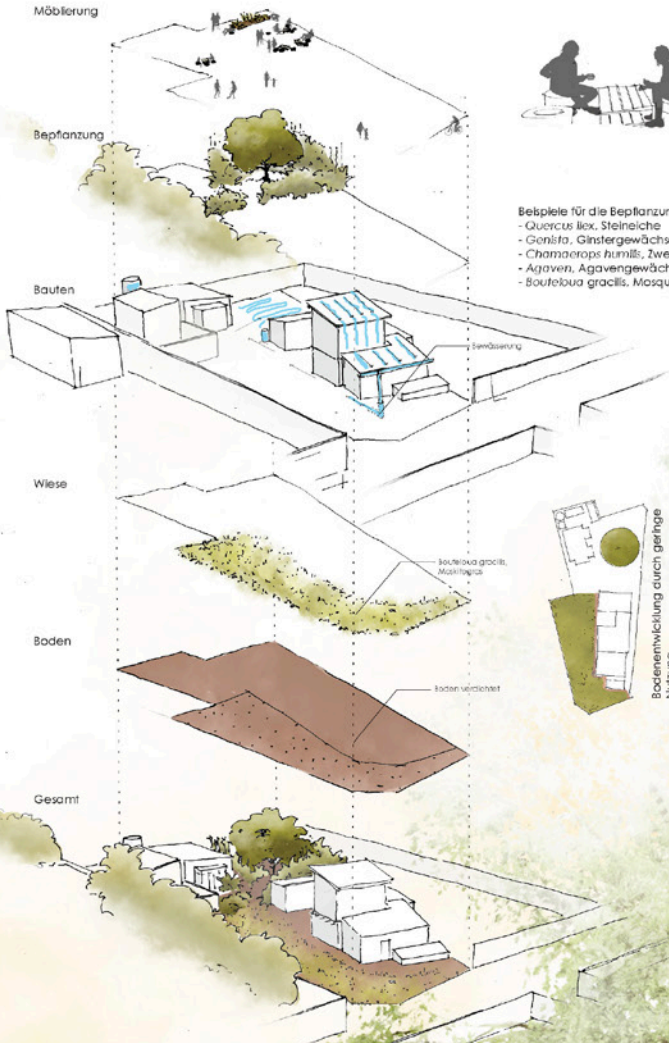 Möblierung
Bepflanzung
Beispiele für die Bepflanzu
- Quercus ilex, Steineiche
- Genista, Ginstergewächs
- Chamaerops humilis, Zwe
- Agaven, Agavengewäch
- Bouteloua gracilis, Mosqu
Bauten
Bewässerung
Wiese
Bouteloua gracilis,
Moskitogras
Boden
Boden verdichtet
Bodenentwicklung durch geringe
Gesamt